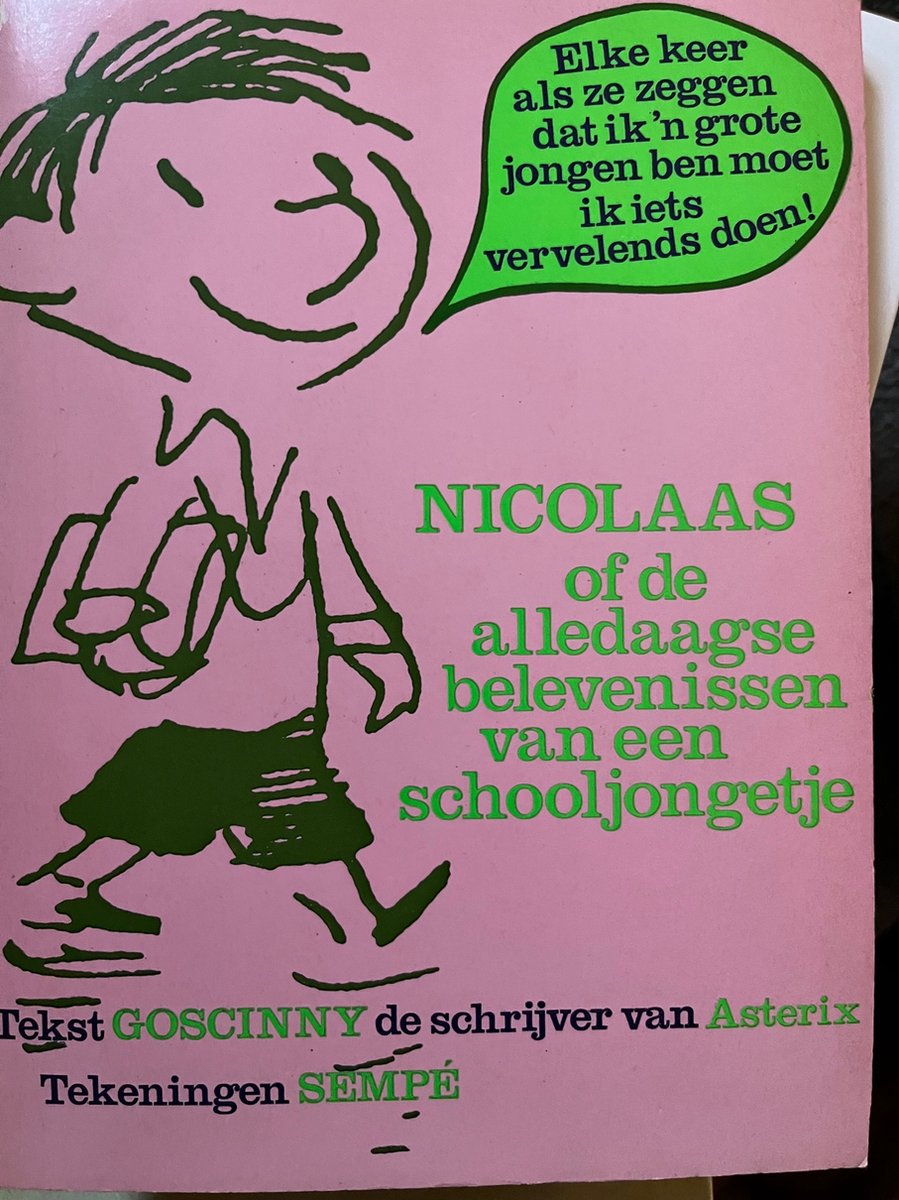 Elke keer
als ze zeggen
dat ik 'n grote
jongen ben moet
ik iets
vervelends doen!
NICOLAAS
of de
alledaagse
belevenissen
van een
schooljongetje
Tekst GOSCINNY de schrijver van Asterix
Tekeningen SEMPÉ